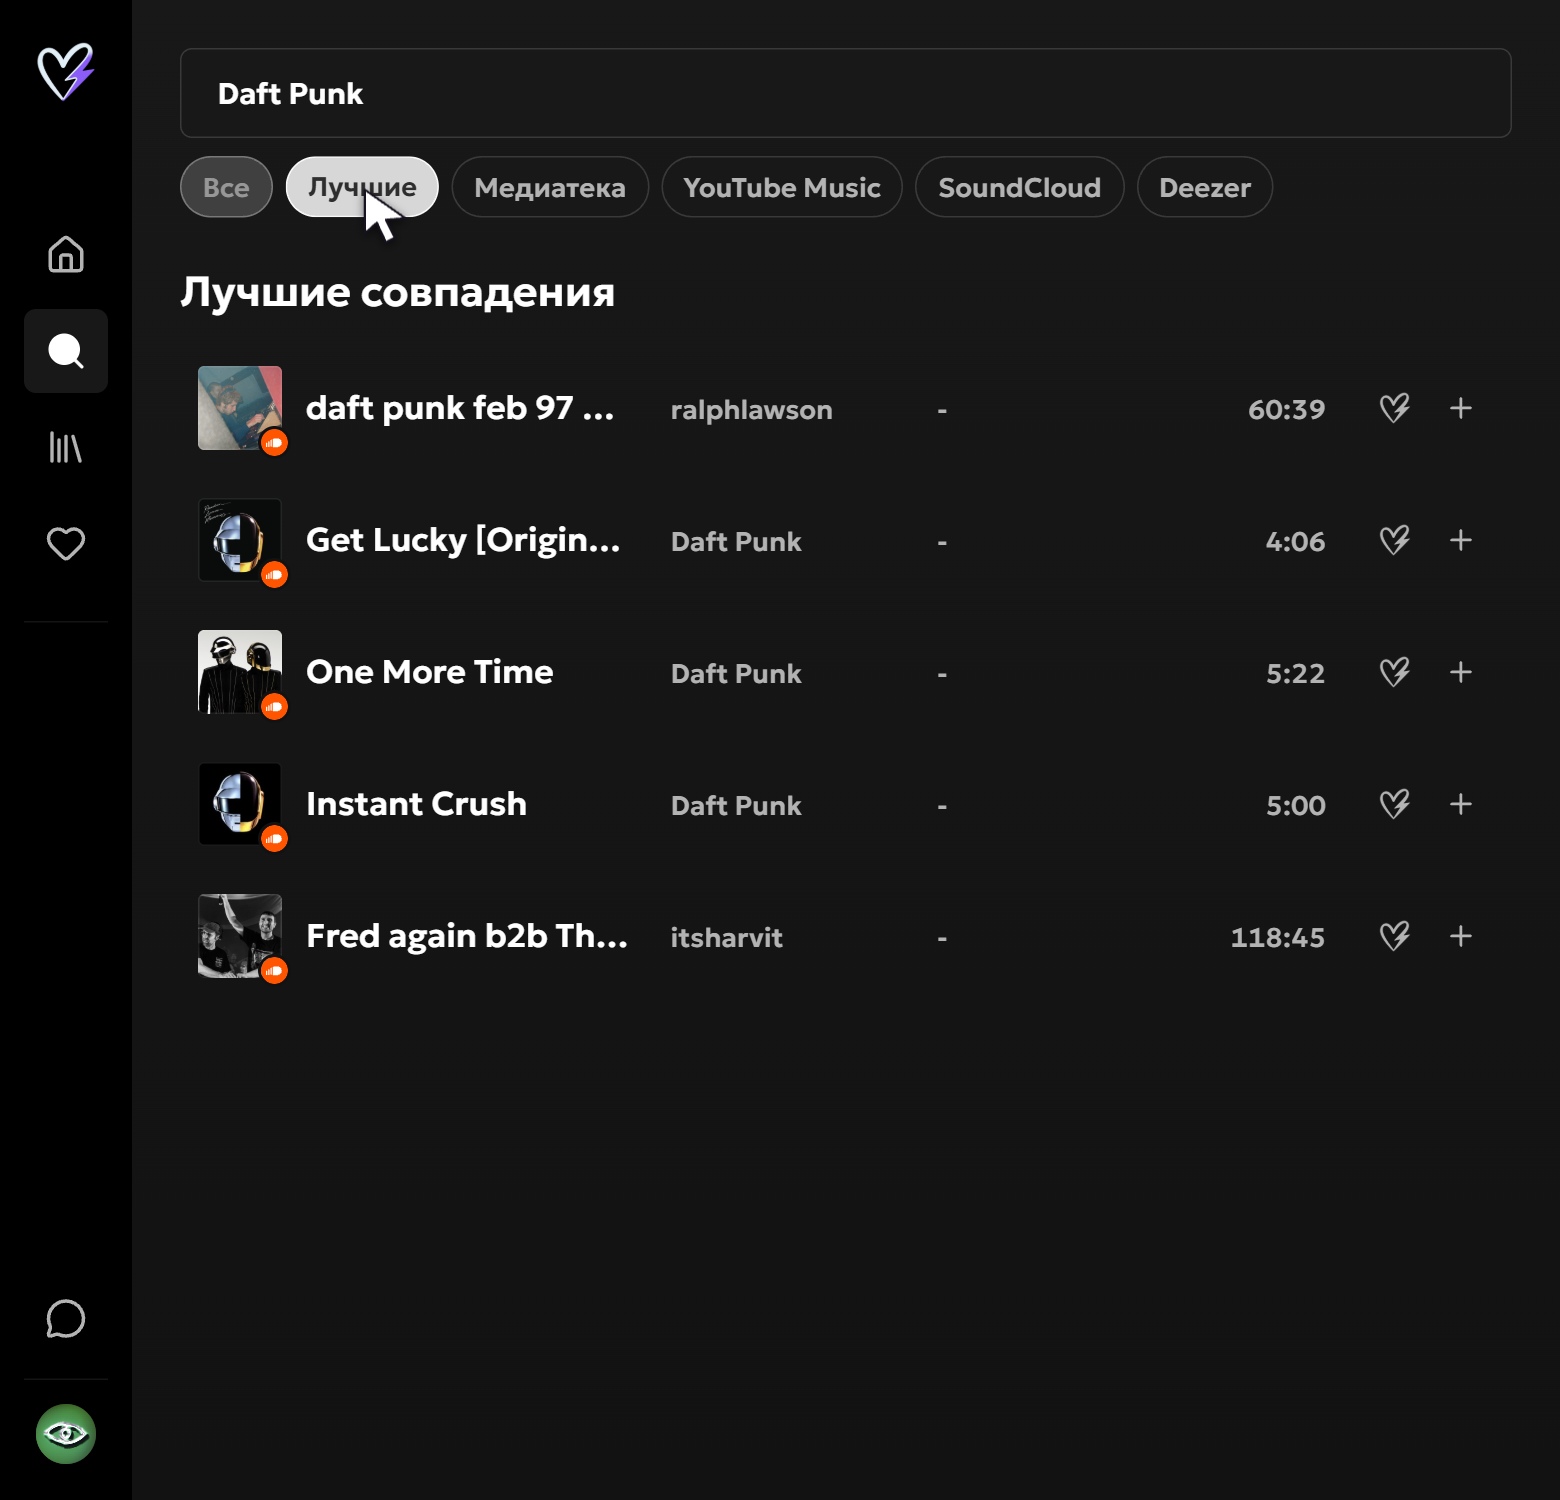 Daft Punk
Все Лучшие Медиатека YouTube Music SoundCloud Deezer
Лучшие совпадения
daft punk feb 97 ... ralphlawson - 60:39
Get Lucky [Origin... Daft Punk - 4:06
One More Time Daft Punk - 5:22
Instant Crush Daft Punk - 5:00
Fred again b2b Th... itsharvit - 118:45